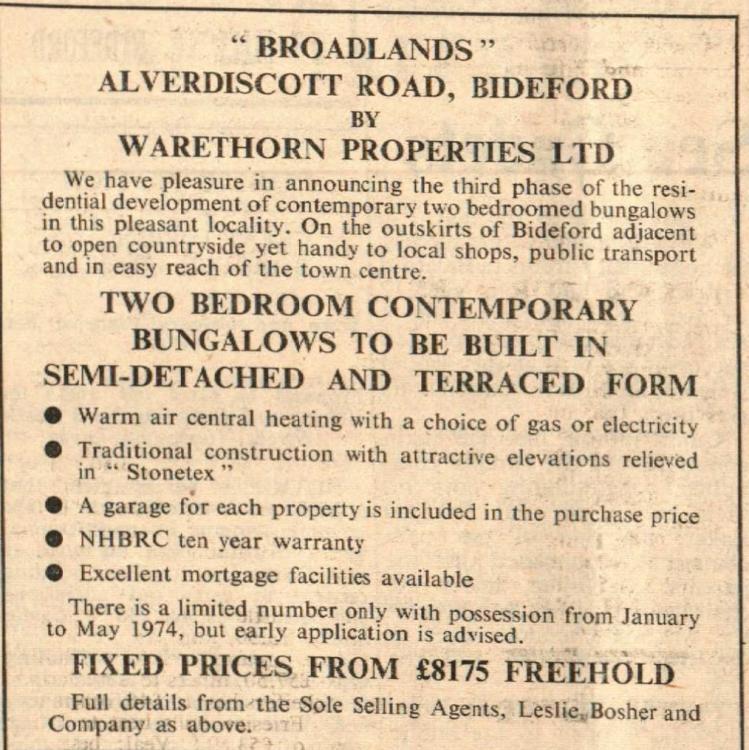 “ BROADLANDS ”
ALVERDISCOTT ROAD, BIDEFORD
BY
WARETHORN PROPERTIES LTD
We have pleasure in announcing the third phase of the resi-
dential development of contemporary two bedroomed bungalows
in this pleasant locality. On the outskirts of Bideford adjacent
to open countryside yet handy to local shops, public transport
and in easy reach of the town centre.
TWO BEDROOM CONTEMPORARY
BUNGALOWS TO BE BUILT IN
SEMI-DETACHED AND TERRACED FORM
● Warm air central heating with a choice of gas or electricity
● Traditional construction with attractive elevations relieved
in “ Stonetex ”
● A garage for each property is included in the purchase price
● NHBRC ten year warranty
● Excellent mortgage facilities available
There is a limited number only with possession from January
to May 1974, but early application is advised.
FIXED PRICES FROM £8175 FREEHOLD
Full details from the Sole Selling Agents, Leslie, Bosher and
Company as above.